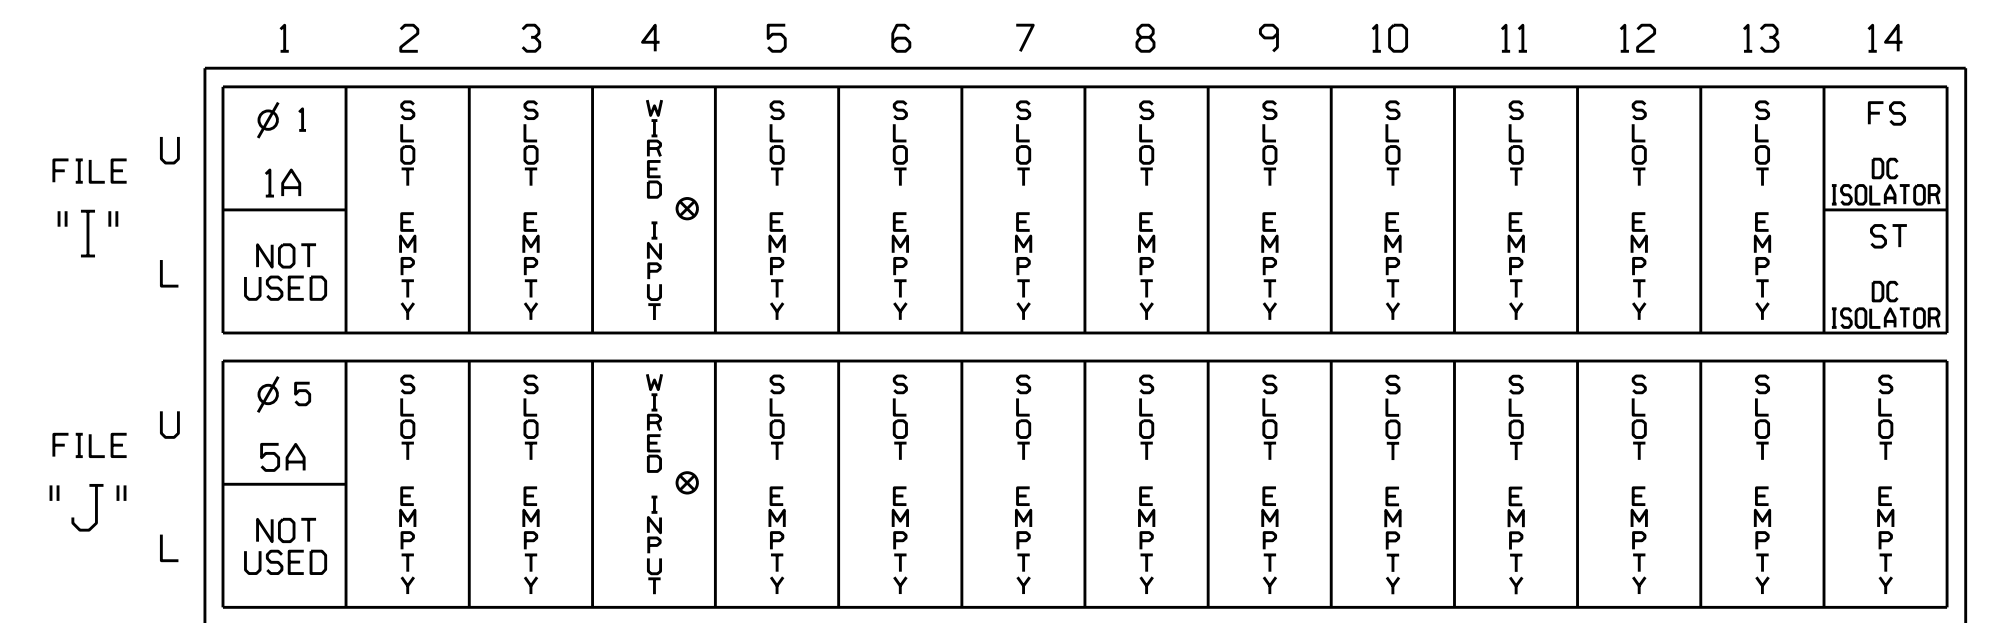 1 2 3 4 5 6 7 8 9 10 11 12 13 14
FILE "I"
U
L
Ø 1
1A
NOT USED
SLOT EMPTY
SLOT EMPTY
WIRED INPUT
SLOT EMPTY
SLOT EMPTY
SLOT EMPTY
SLOT EMPTY
SLOT EMPTY
SLOT EMPTY
SLOT EMPTY
SLOT EMPTY
SLOT EMPTY
FS
DC
ISOLATOR
ST
DC
ISOLATOR
FILE "J"
U
L
Ø 5
5A
NOT USED
SLOT EMPTY
SLOT EMPTY
WIRED INPUT
SLOT EMPTY
SLOT EMPTY
SLOT EMPTY
SLOT EMPTY
SLOT EMPTY
SLOT EMPTY
SLOT EMPTY
SLOT EMPTY
SLOT EMPTY
SLOT EMPTY